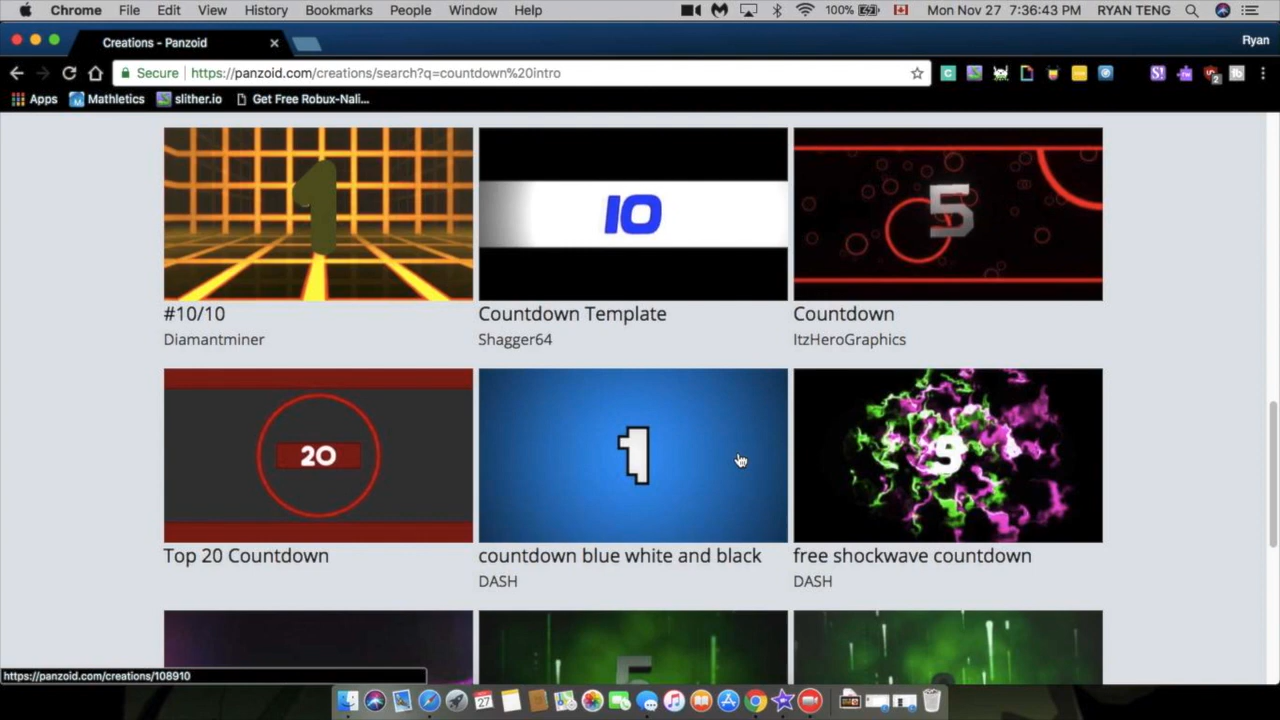 Chrome File Edit View History Bookmarks People Window Help 100% Mon Nov 27 7:36:43 PM RYAN TENG
Creations - Panzoid Ryan
Secure https://panzoid.com/creations/search?q=countdown%20intro
Apps Mathletics slither.io Get Free Robux-Nali...
1 10 5
#10/10 Countdown Template Countdown
Diamantminer Shagger64 ItzHeroGraphics
20 1
Top 20 Countdown countdown blue white and black free shockwave countdown
DASH DASH
5
https://panzoid.com/creations/108910
27